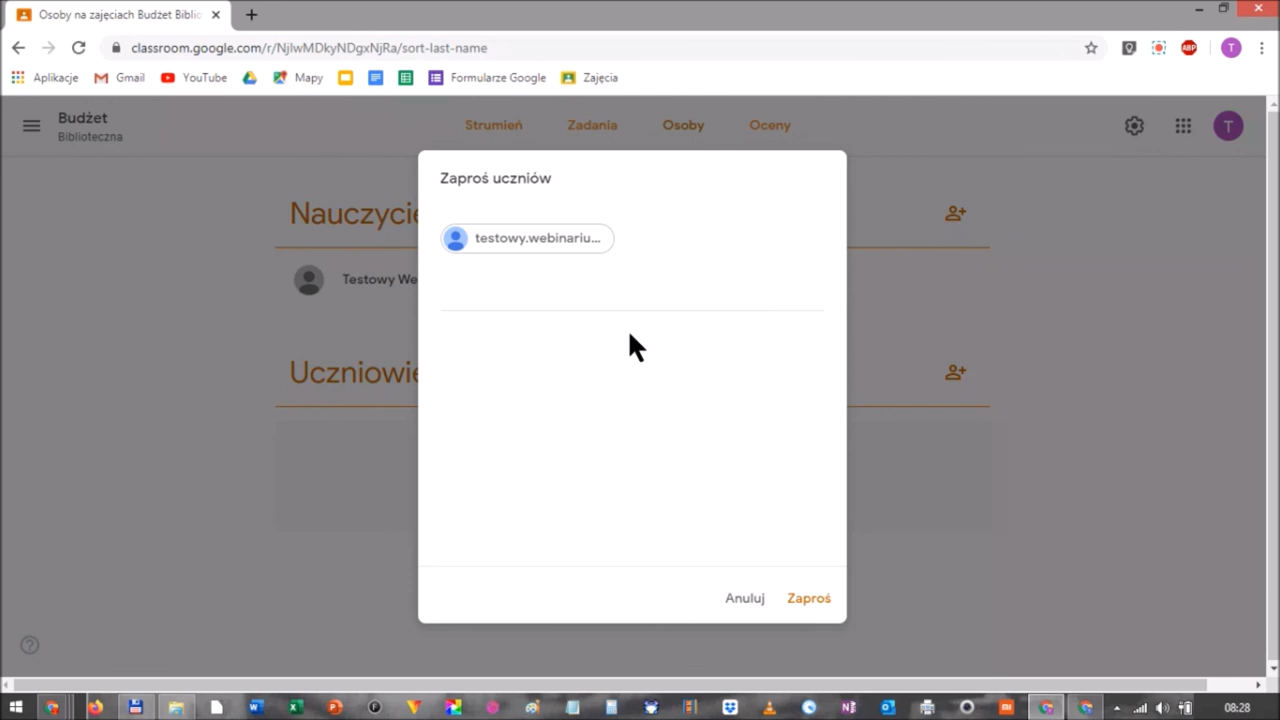 Osoby na zajęciach Budżet Biblio
classroom.google.com/r/NjIwMDkyNDgxNjRa/sort-last-name
ABP
T
Aplikacje
Gmail
YouTube
Mapy
Formularze Google
Zajęcia
Budżet
Biblioteczna
Strumień
Zadania
Osoby
Oceny
T
Zaproś uczniów
testowy.webinariu...
Nauczycie
Testowy We
Uczniowie
Anuluj
Zaproś
08:28